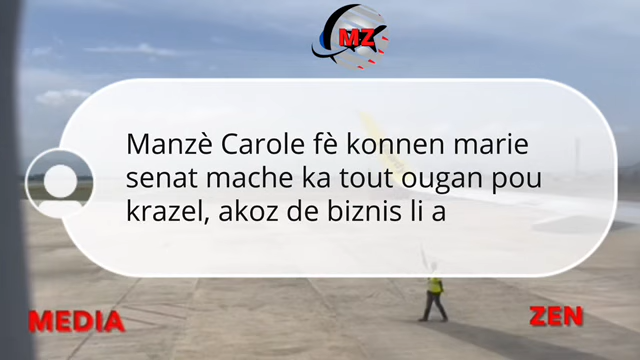 MZ
Manzè Carole fè konnen marie
senat mache ka tout ougan pou
krazel, akoz de biznis li a
MEDIA
ZEN